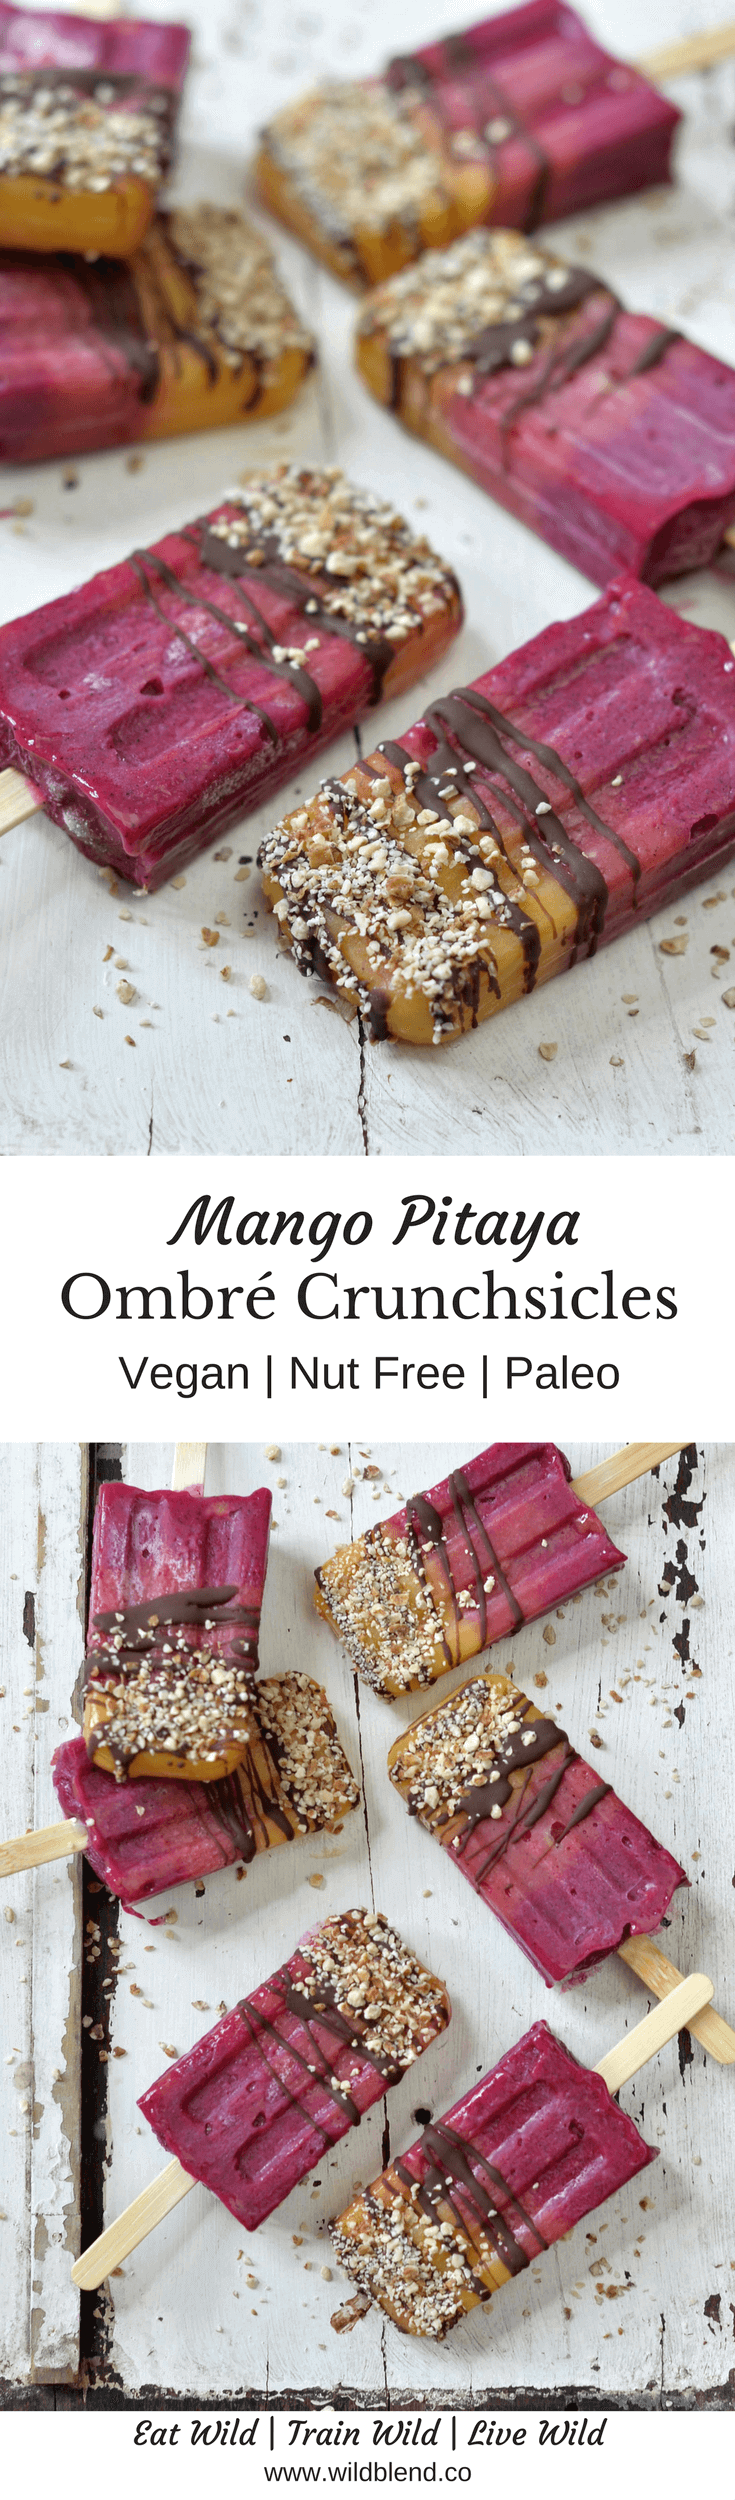 Mango Pitaya
Ombré Crunchsicles
Vegan | Nut Free | Paleo
Eat Wild | Train Wild | Live Wild
www.wildblend.co